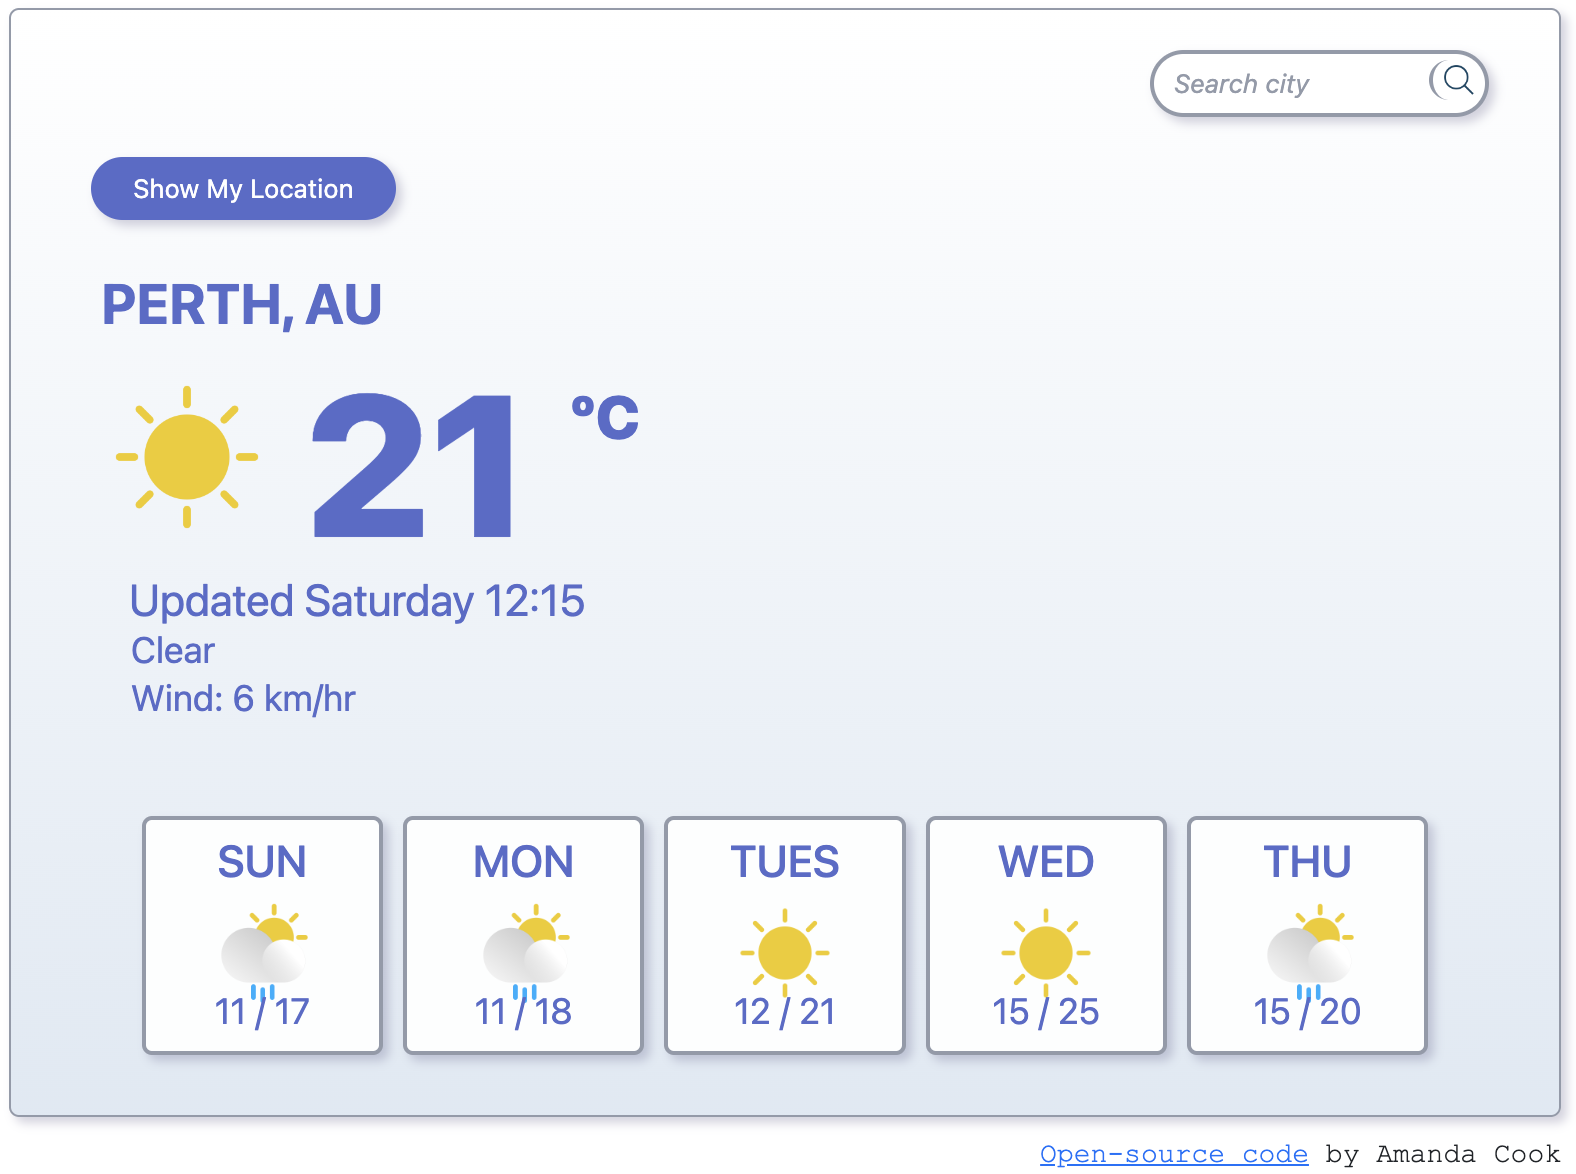 Search city
Show My Location
PERTH, AU
21 °C
Updated Saturday 12:15
Clear
Wind: 6 km/hr
SUN MON TUES WED THU
11 / 17 11 / 18 12 / 21 15 / 25 15 / 20
Open-source code by Amanda Cook